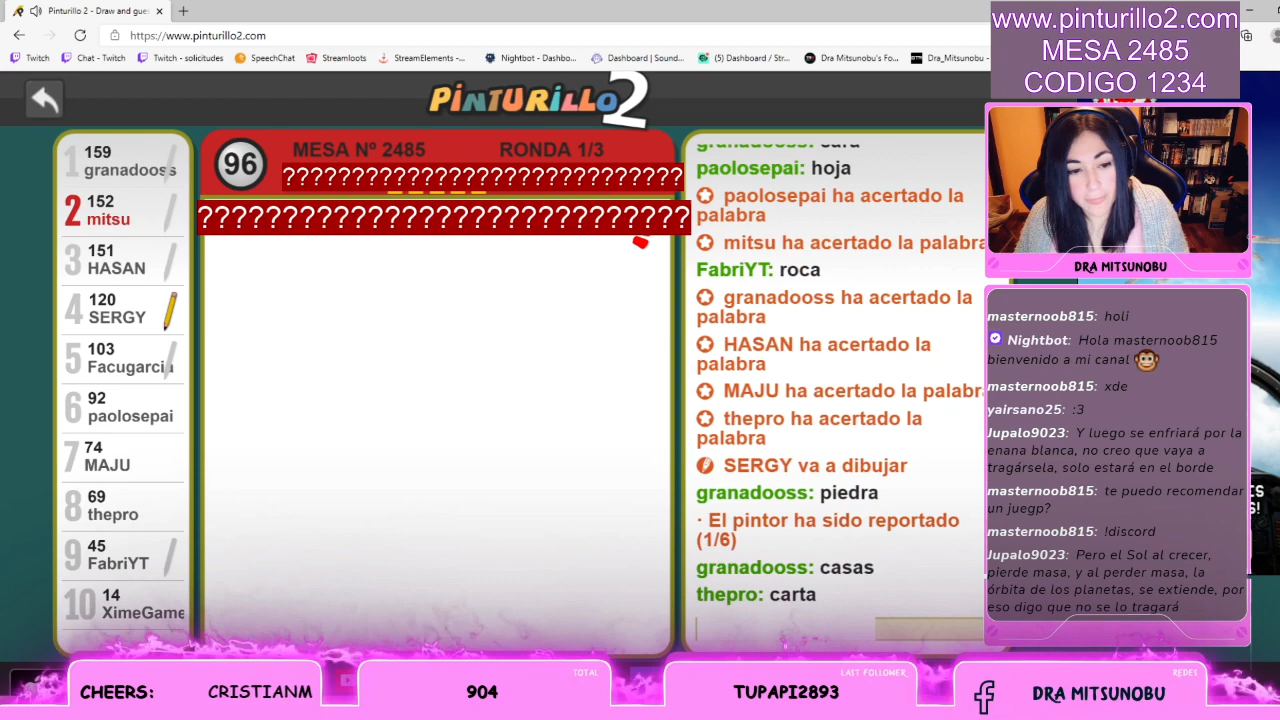 Pinturillo 2 - Draw and gues
https://www.pinturillo2.com
Twitch
Chat - Twitch
Twitch - solicitudes
SpeechChat
Streamloots
StreamElements -...
Nightbot - Dashbo...
Dashboard | Sound...
(5) Dashboard / Str...
Dra Mitsunobu's Fo...
Dra_Mitsunobu -
www.pinturillo2.com
MESA 2485
CODIGO 1234
PINTURILLO 2
1 159 granadooss
2 152 mitsu
3 151 HASAN
4 120 SERGY
5 103 Facugarcia
6 92 paolosepai
7 74 MAJU
8 69 thepro
9 45 FabriYT
10 14 XimeGame
96
MESA Nº 2485
RONDA 1/3
????????????????????????????
????????????????????????????
paolosepai: hoja
paolosepai ha acertado la
palabra
mitsu ha acertado la palabra
FabriYT: roca
granadooss ha acertado la
palabra
HASAN ha acertado la
palabra
MAJU ha acertado la palabra
thepro ha acertado la
palabra
SERGY va a dibujar
granadooss: piedra
· El pintor ha sido reportado
(1/6)
granadooss: casas
thepro: carta
DRA MITSUNOBU
masternoob815: holi
Nightbot: Hola masternoob815
bienvenido a mi canal
masternoob815: xde
yairsano25: :3
Jupalo9023: Y luego se enfriará por la
enana blanca, no creo que vaya a
tragársela, solo estará en el borde
masternoob815: te puedo recomendar
un juegp?
masternoob815: !discord
Jupalo9023: Pero el Sol al crecer,
pierde masa, y al perder masa, la
órbita de los planetas, se extiende, por
eso digo que no se lo tragará
CHEERS: CRISTIANM
TOTAL
904
LAST FOLLOWER
TUPAPI2893
REDES
DRA MITSUNOBU